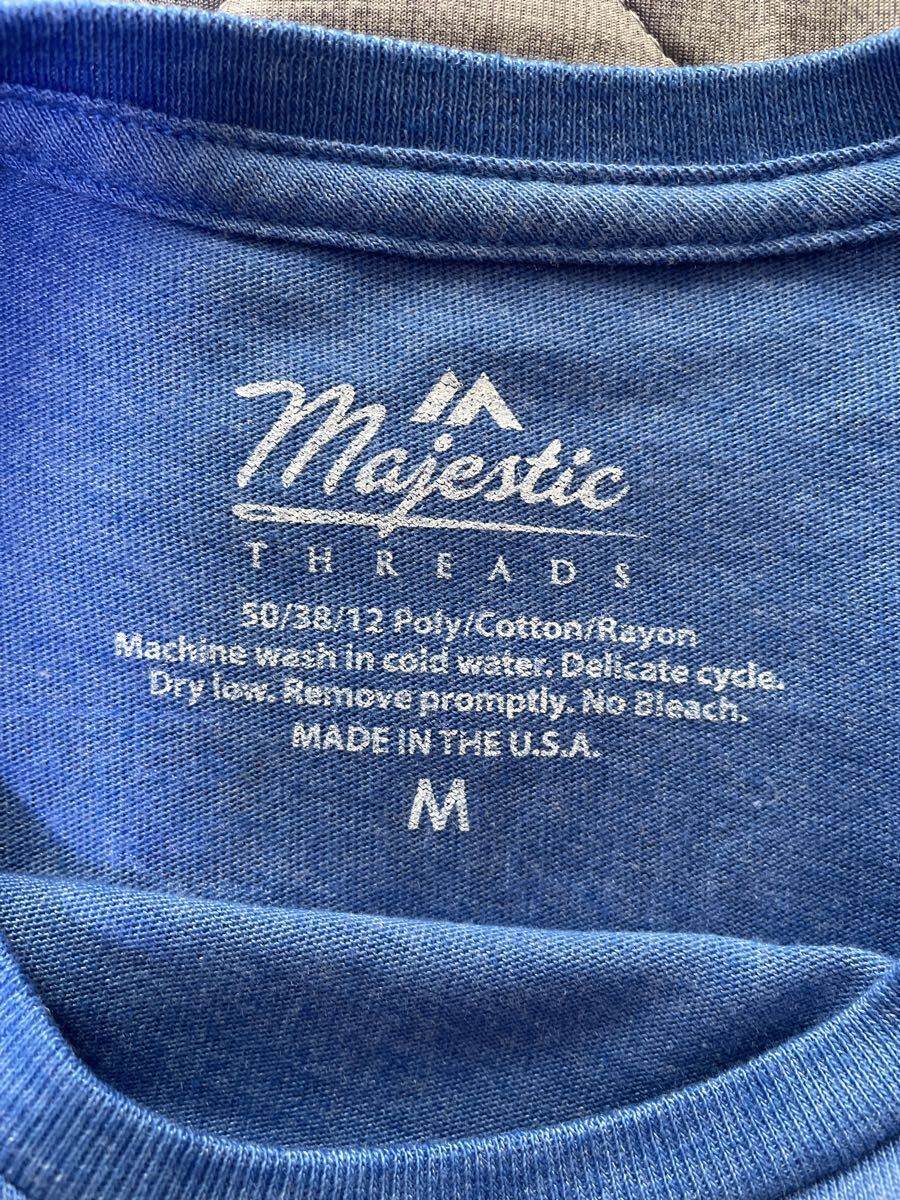 Majestic
THREADS
50/38/12 Poly/Cotton/Rayon
Machine wash in cold water. Delicate cycle.
Dry low. Remove promptly. No Bleach.
MADE IN THE U.S.A.
M